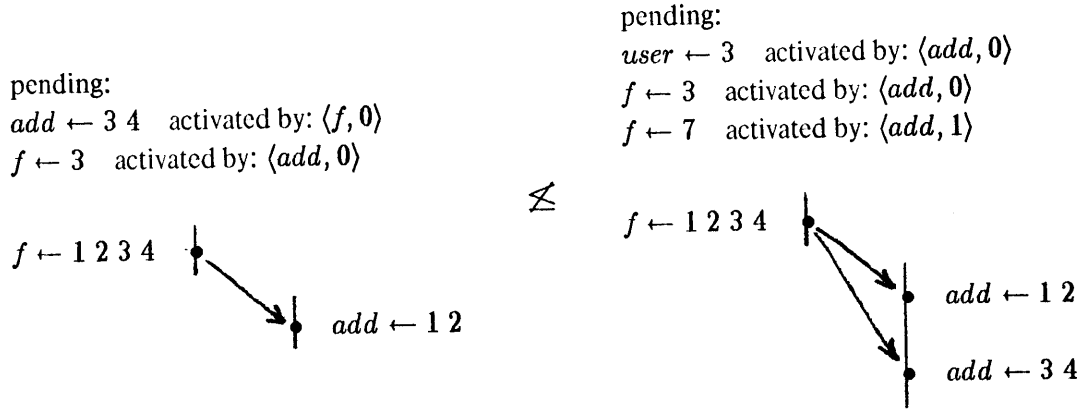 pending:
add ← 3 4 activated by: ⟨f, 0⟩
f ← 3 activated by: ⟨add, 0⟩
f ← 1 2 3 4
add ← 1 2
≰
pending:
user ← 3 activated by: ⟨add, 0⟩
f ← 3 activated by: ⟨add, 0⟩
f ← 7 activated by: ⟨add, 1⟩
f ← 1 2 3 4
add ← 1 2
add ← 3 4